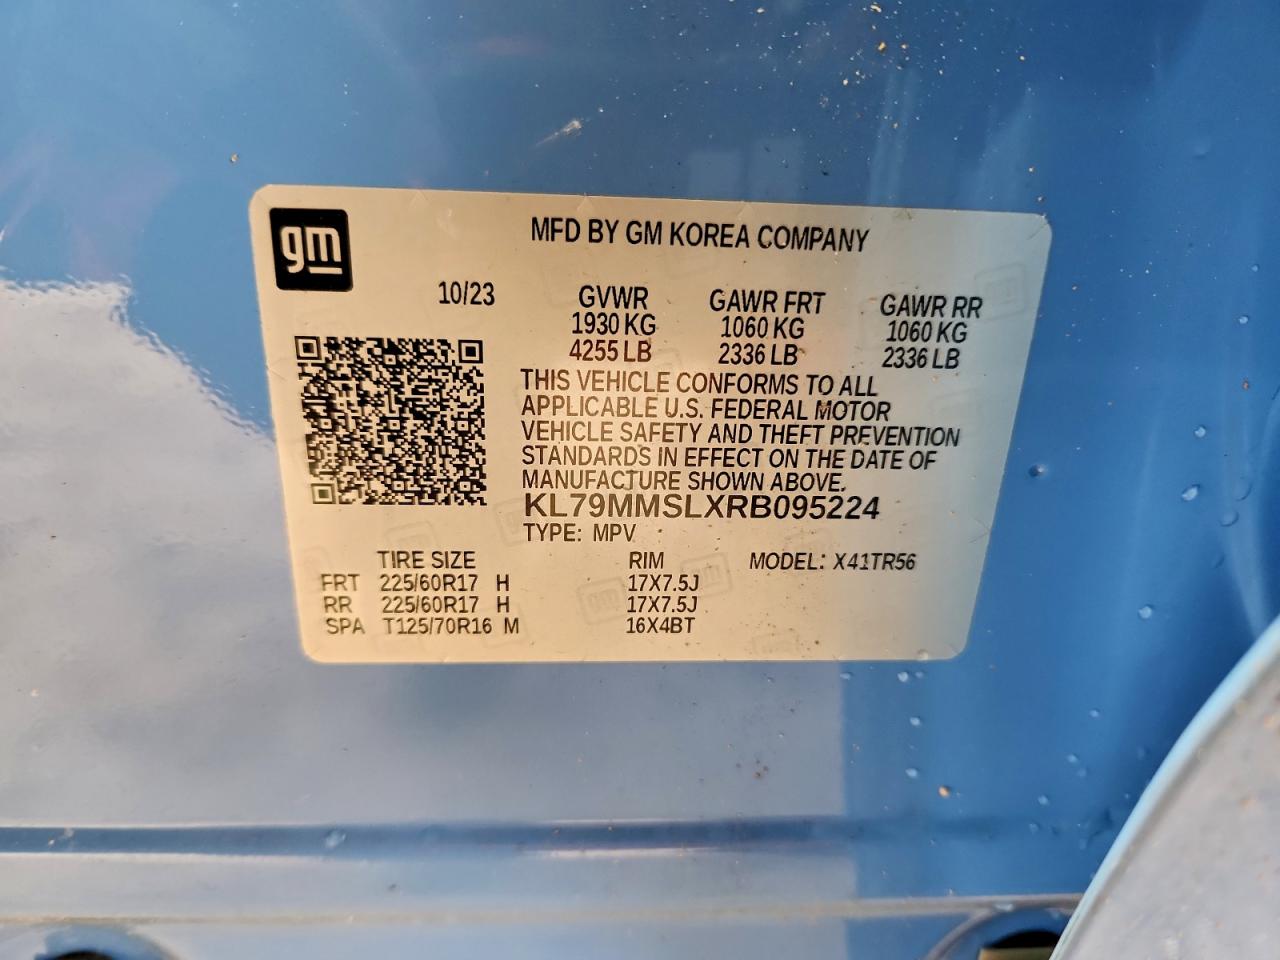 gm
MFD BY GM KOREA COMPANY
10/23 GVWR GAWR FRT GAWR RR
1930 KG 1060 KG 1060 KG
4255 LB 2336 LB 2336 LB
THIS VEHICLE CONFORMS TO ALL
APPLICABLE U.S. FEDERAL MOTOR
VEHICLE SAFETY AND THEFT PREVENTION
STANDARDS IN EFFECT ON THE DATE OF
MANUFACTURE SHOWN ABOVE.
KL79MMSLXRB095224
TYPE: MPV
TIRE SIZE RIM MODEL: X41TR56
FRT 225/60R17 H 17X7.5J
RR 225/60R17 H 17X7.5J
SPA T125/70R16 M 16X4BT